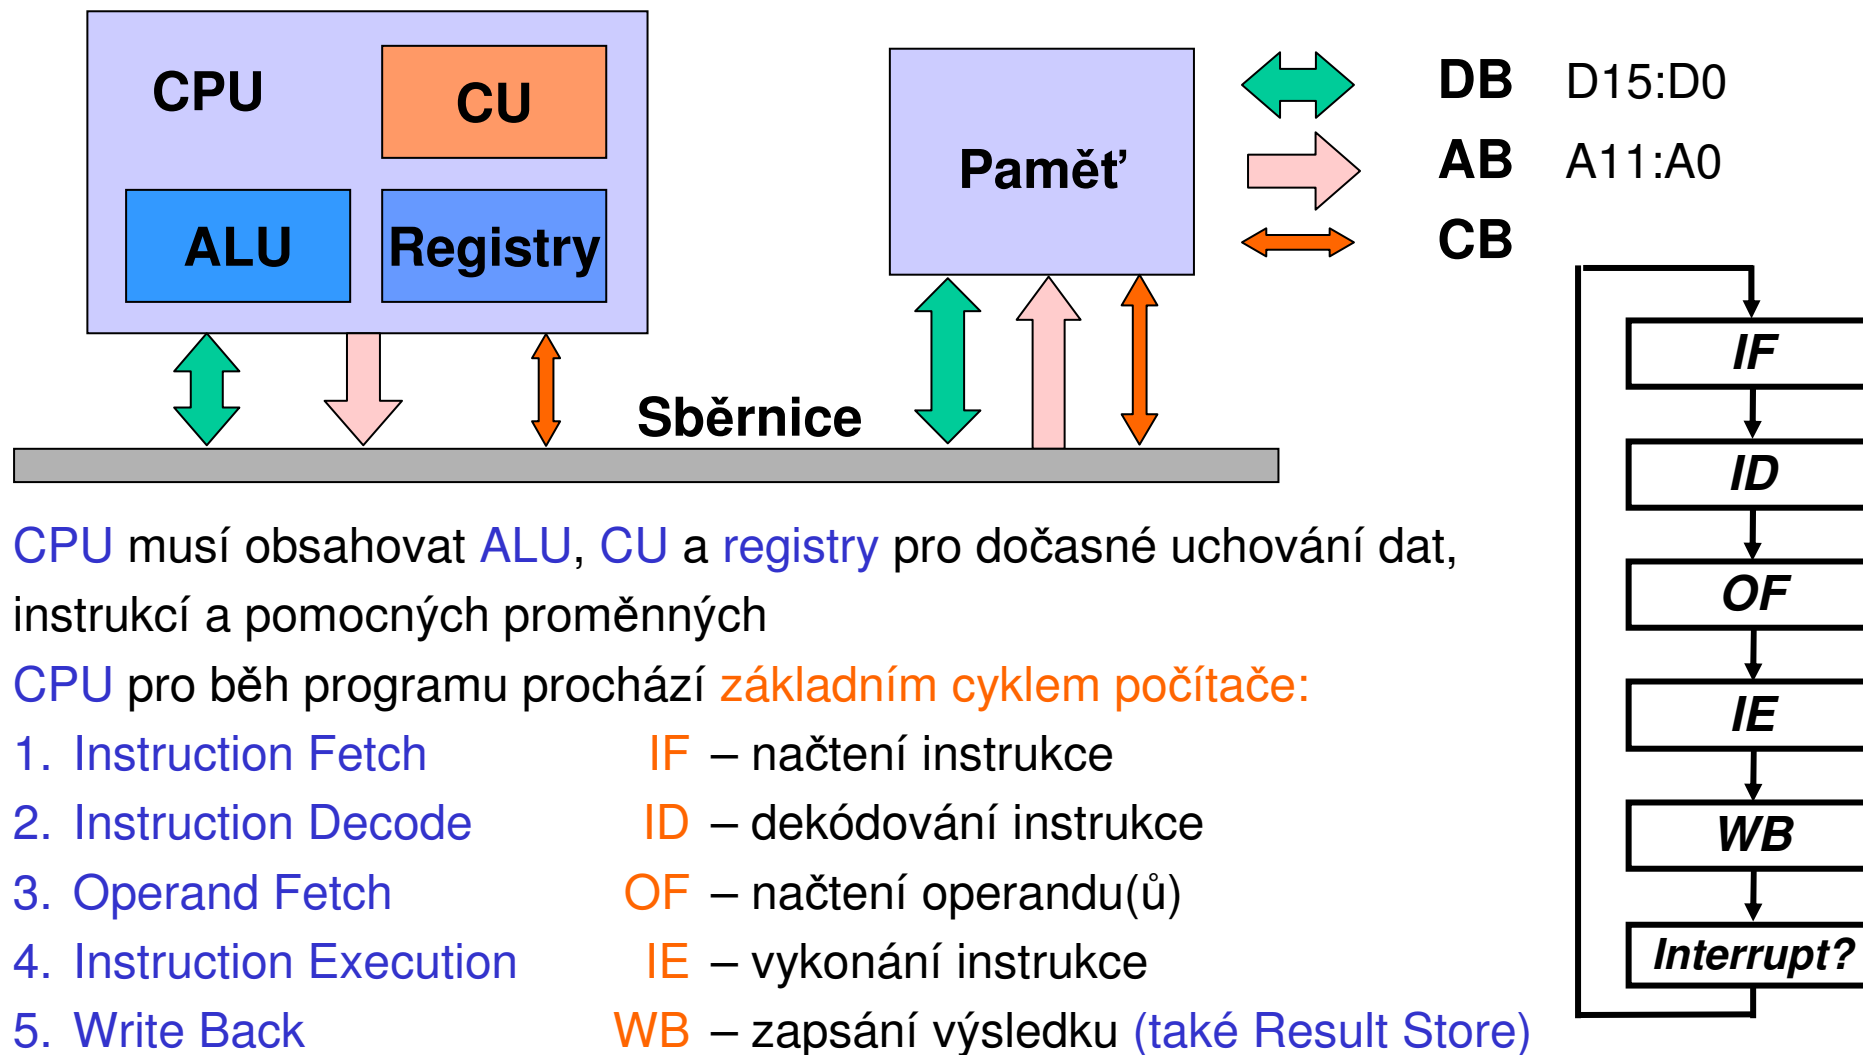 CPU
CU
ALU
Registry
Paměť
DB D15:D0
AB A11:A0
CB
Sběrnice
CPU musí obsahovat ALU, CU a registry pro dočasné uchování dat,
instrukcí a pomocných proměnných
CPU pro běh programu prochází základním cyklem počítače:
1. Instruction Fetch IF – načtení instrukce
2. Instruction Decode ID – dekódování instrukce
3. Operand Fetch OF – načtení operandu(ů)
4. Instruction Execution IE – vykonání instrukce
5. Write Back WB – zapsání výsledku (také Result Store)
IF
ID
OF
IE
WB
Interrupt?